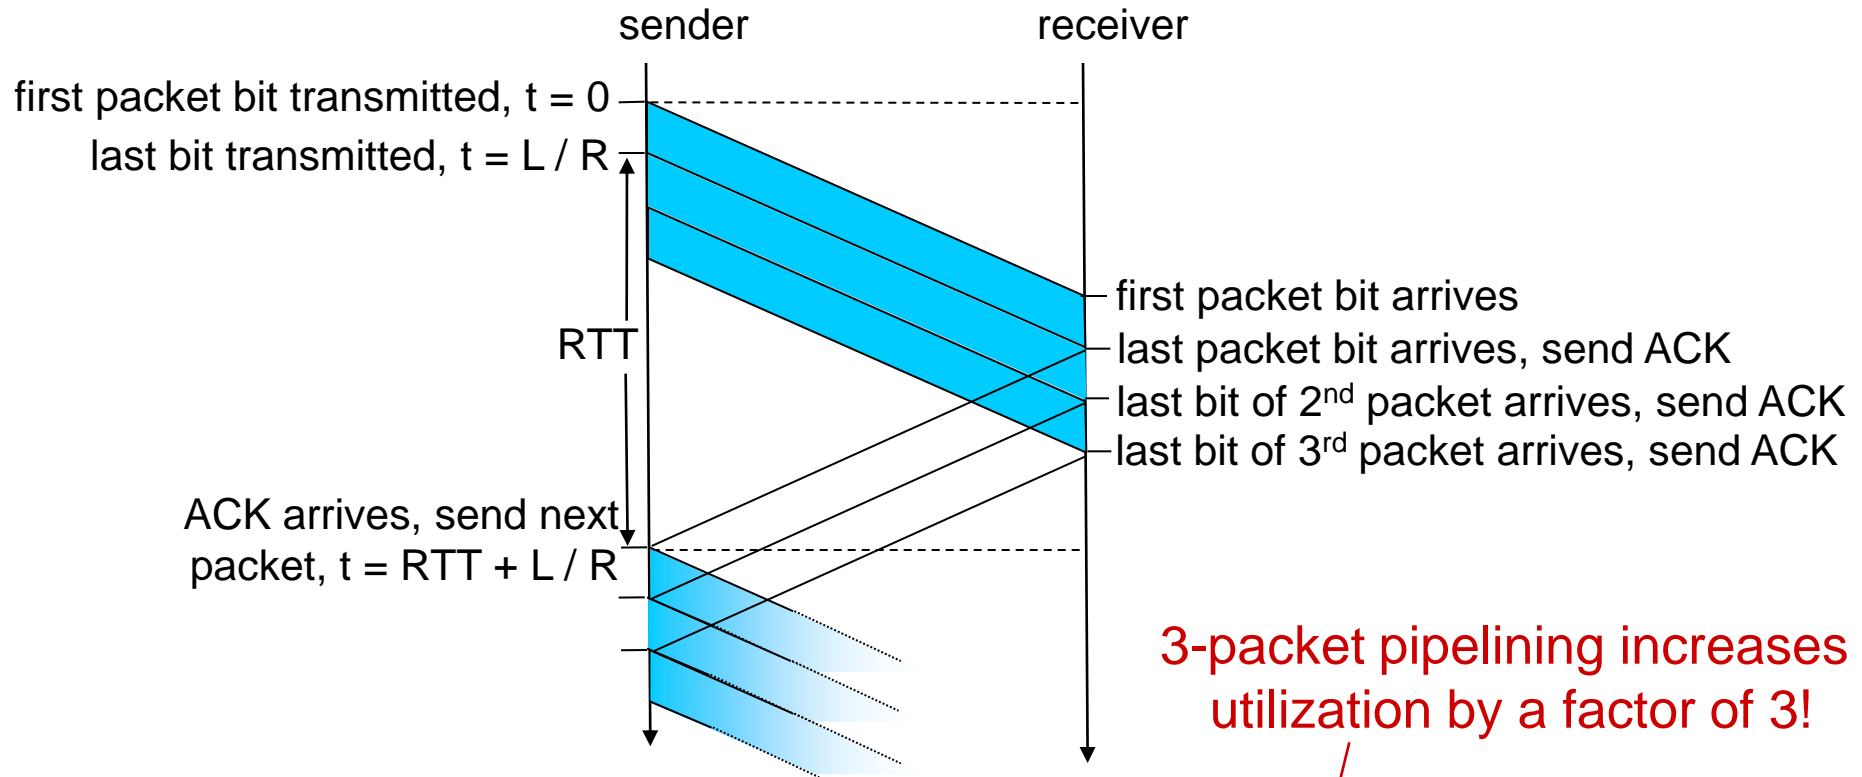 sender
receiver
first packet bit transmitted, t = 0
last bit transmitted, t = L / R
first packet bit arrives
RTT
last packet bit arrives, send ACK
last bit of 2nd packet arrives, send ACK
last bit of 3rd packet arrives, send ACK
ACK arrives, send next
packet, t = RTT + L / R
3-packet pipelining increases
utilization by a factor of 3!